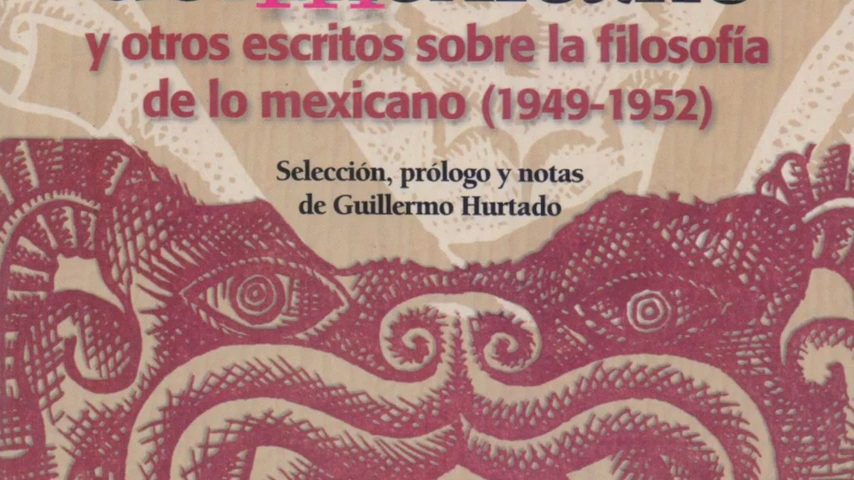 y otros escritos sobre la filosofía
de lo mexicano (1949-1952)
Selección, prólogo y notas
de Guillermo Hurtado